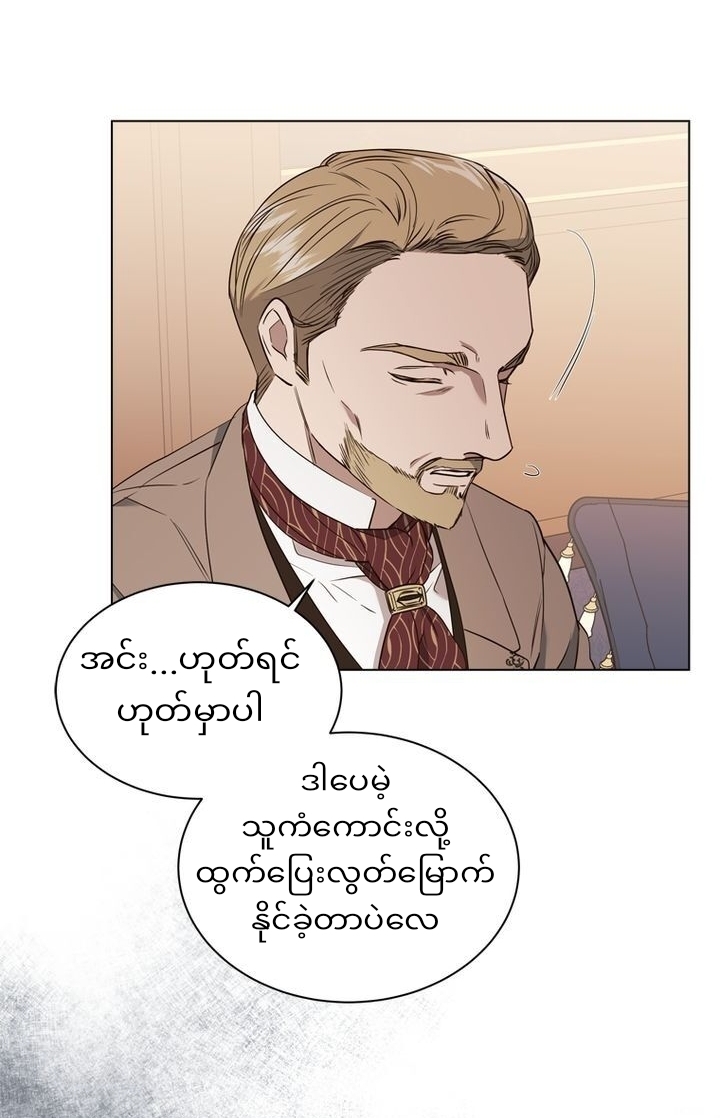 အင်း...ဟုတ်ရင်
ဟုတ်မှာပါ
ဒါပေမဲ့
သူကံကောင်းလို့
ထွက်ပြေးလွတ်မြောက်
နိုင်ခဲ့တာပဲလေ